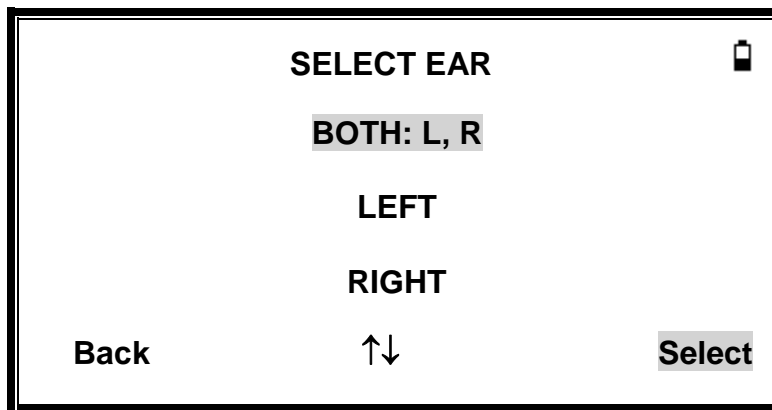 SELECT EAR
BOTH: L, R
LEFT
RIGHT
Back ↑↓ Select